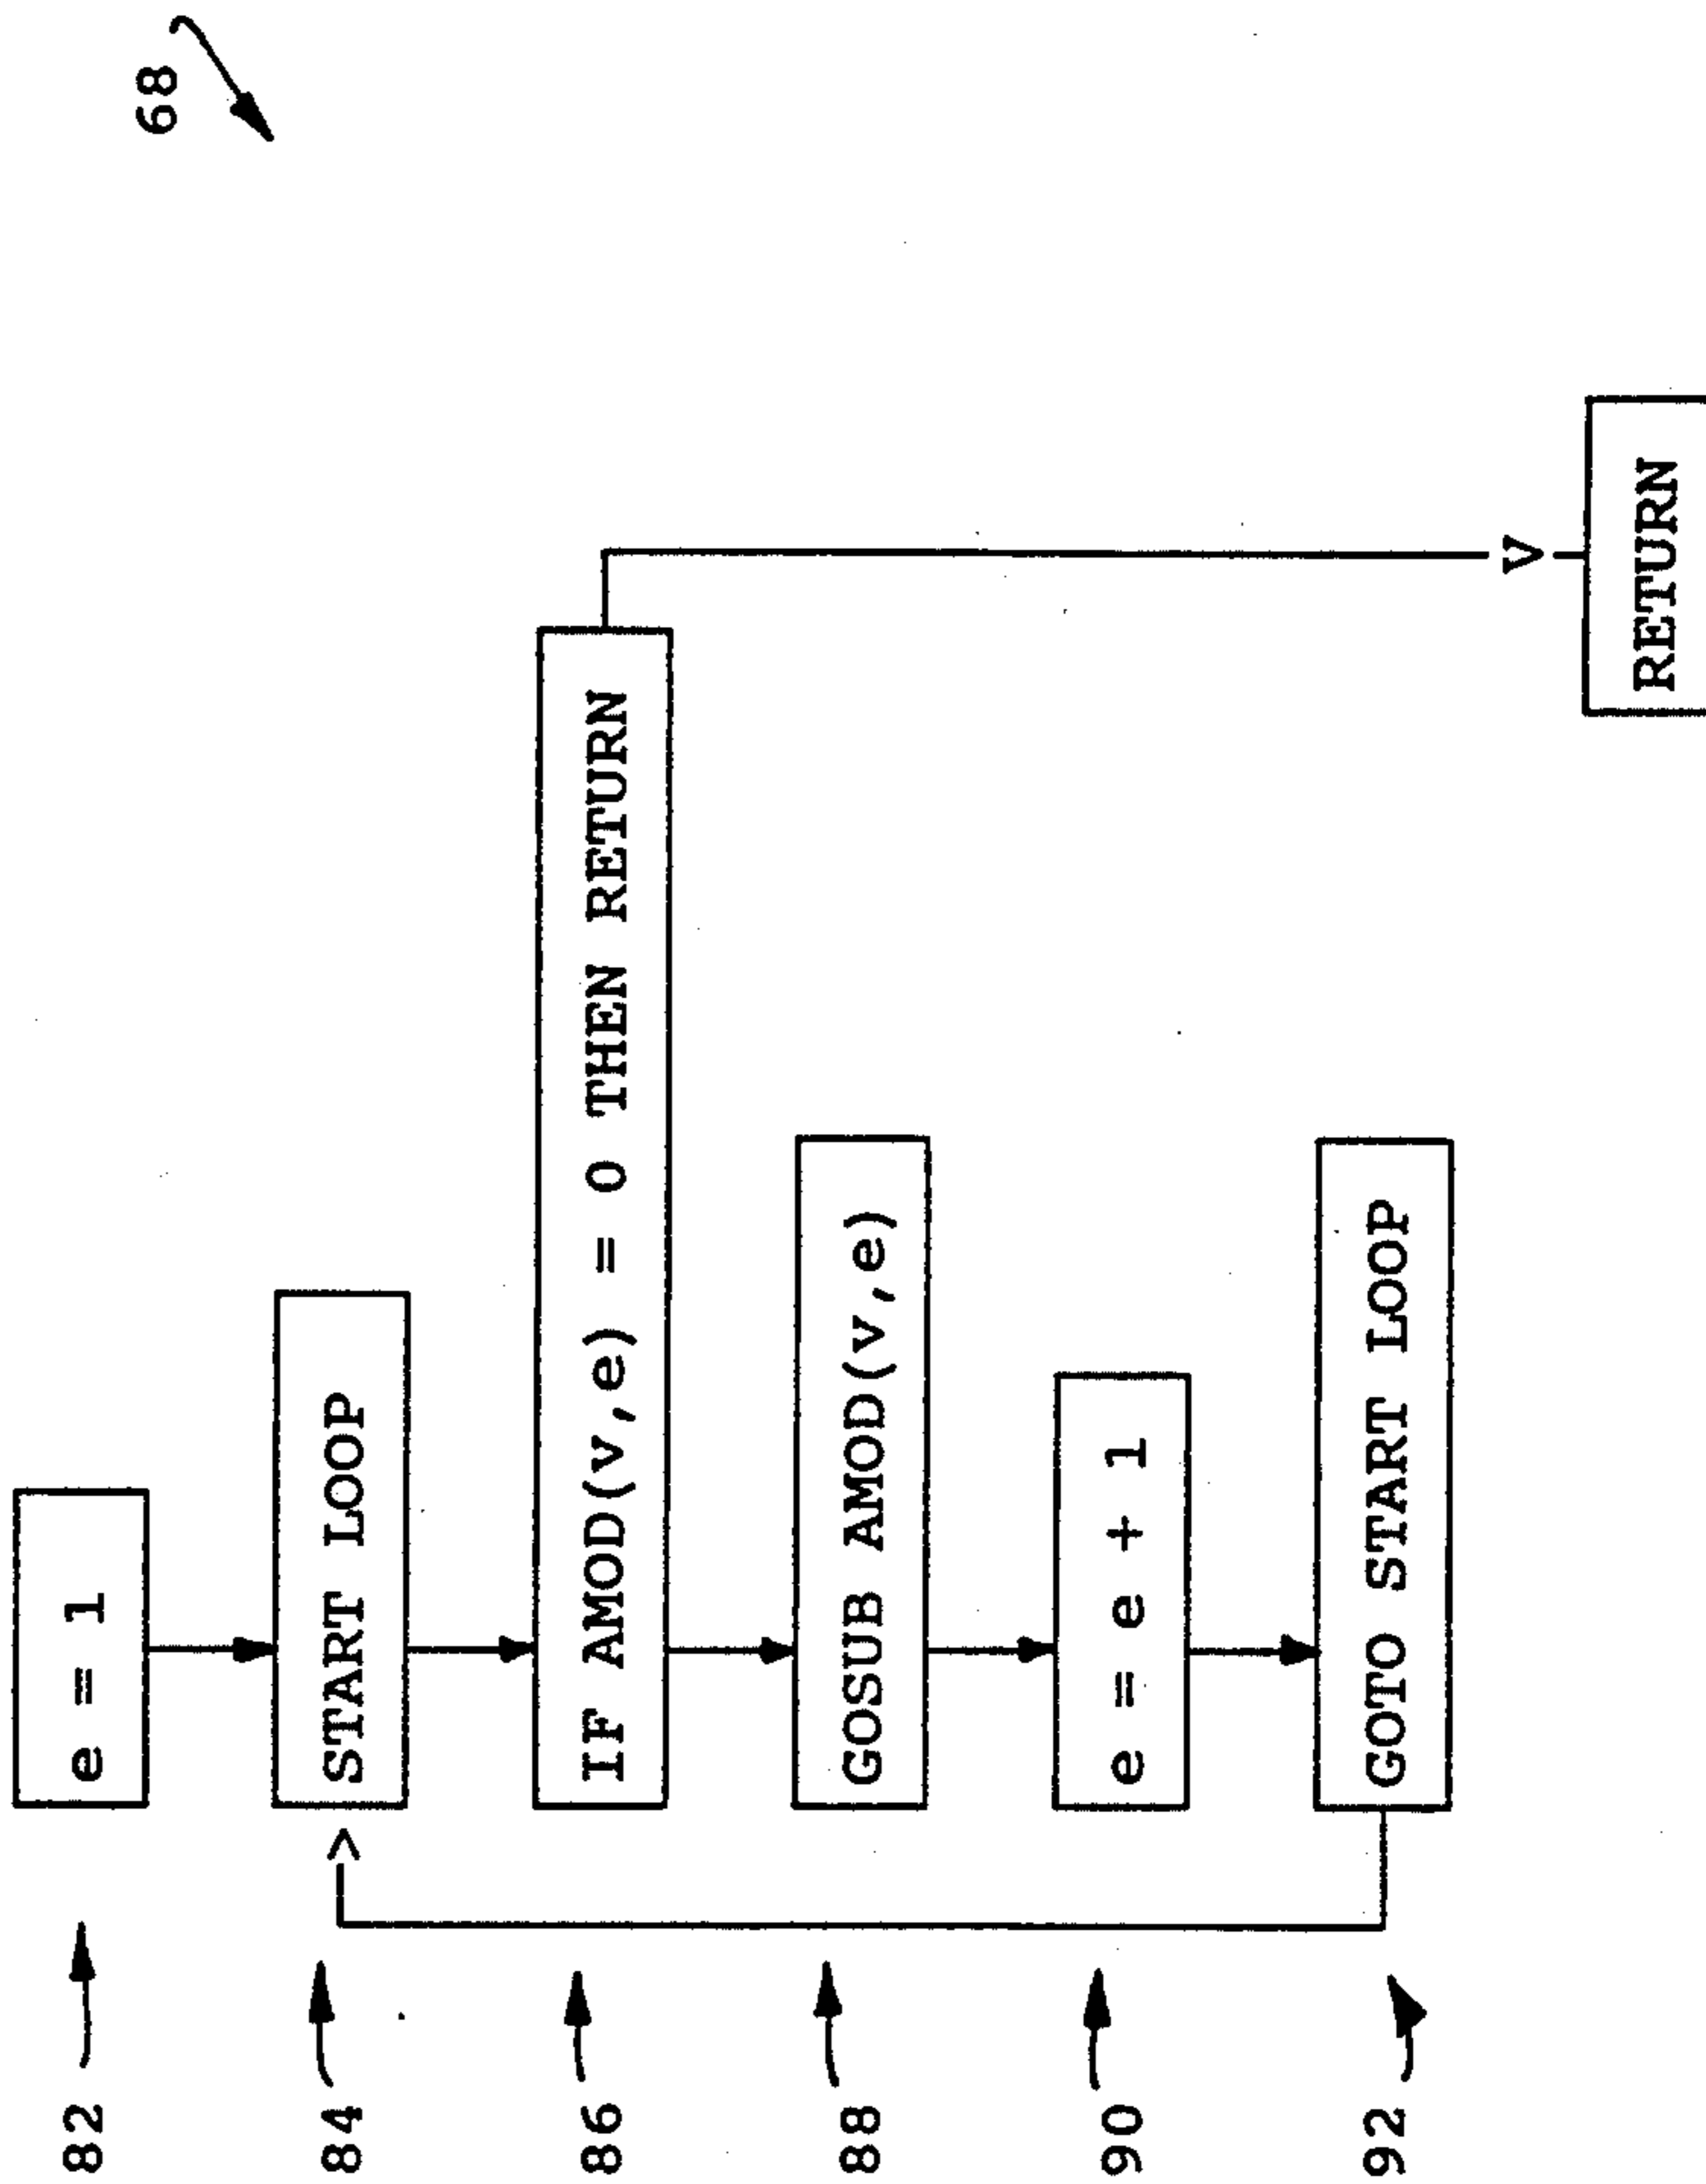 68
82
e = 1
84
START LOOP
86
IF AMOD(v,e) = 0 THEN RETURN
88
GOSUB AMOD(v,e)
90
e = e + 1
92
GOTO START LOOP
RETURN